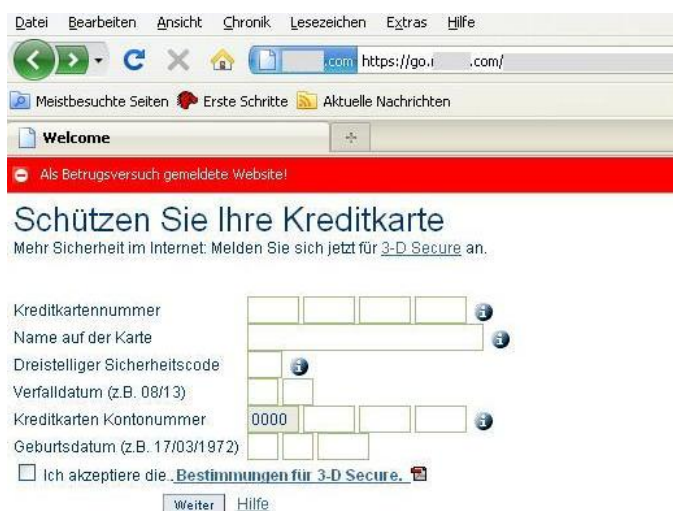 Datei Bearbeiten Ansicht Chronik Lesezeichen Extras Hilfe
.com https://go. .com/
Meistbesuchte Seiten Erste Schritte Aktuelle Nachrichten
Welcome
Als Betrugsversuch gemeldete Website!
Schützen Sie Ihre Kreditkarte
Mehr Sicherheit im Internet: Melden Sie sich jetzt für 3-D Secure an.
Kreditkartennummer
Name auf der Karte
Dreistelliger Sicherheitscode
Verfalldatum (z.B. 08/13)
Kreditkarten Kontonummer 0000
Geburtsdatum (z.B. 17/03/1972)
Ich akzeptiere die.. Bestimmungen für 3-D Secure.
Weiter Hilfe